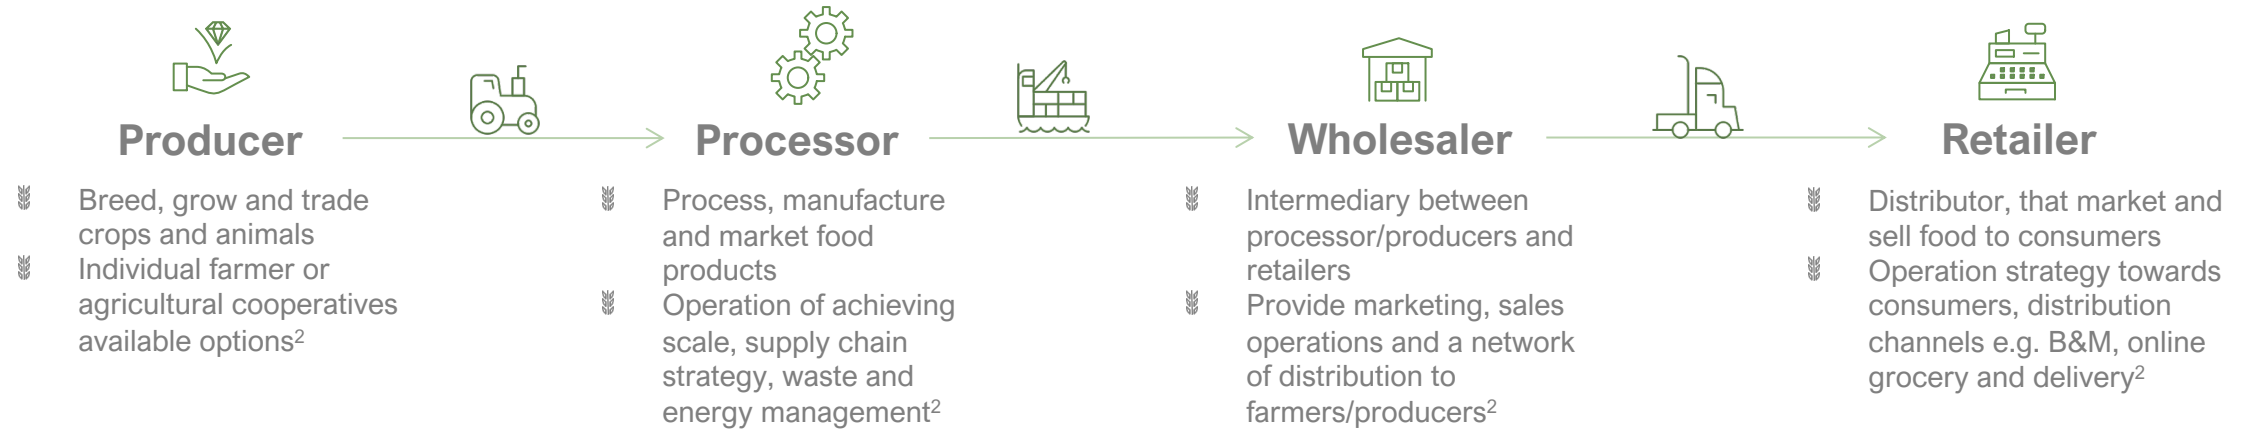 Producer
Processor
Wholesaler
Retailer
Breed, grow and trade
crops and animals
Individual farmer or
agricultural cooperatives
available options2
Process, manufacture
and market food
products
Operation of achieving
scale, supply chain
strategy, waste and
energy management2
Intermediary between
processor/producers and
retailers
Provide marketing, sales
operations and a network
of distribution to
farmers/producers2
Distributor, that market and
sell food to consumers
Operation strategy towards
consumers, distribution
channels e.g. B&M, online
grocery and delivery2